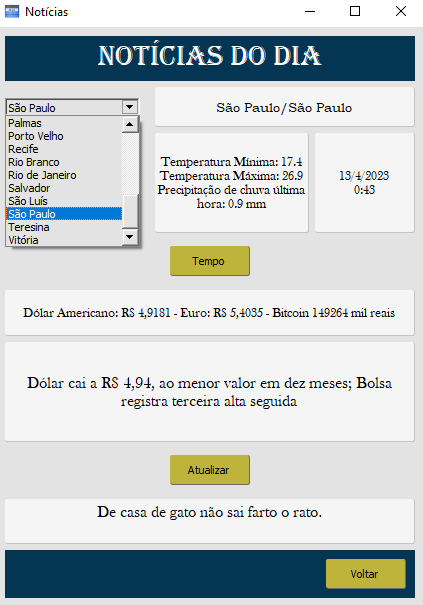 Notícias
NOTÍCIAS DO DIA
São Paulo
Palmas
Porto Velho
Recife
Rio Branco
Rio de Janeiro
Salvador
São Luís
São Paulo
Teresina
Vitória
São Paulo/São Paulo
Temperatura Mínima: 17.4
Temperatura Máxima: 26.9
Precipitação de chuva última
hora: 0.9 mm
13/4/2023
0:43
Tempo
Dólar Americano: R$ 4,9181 - Euro: R$ 5,4035 - Bitcoin 149264 mil reais
Dólar cai a R$ 4,94, ao menor valor em dez meses; Bolsa
registra terceira alta seguida
Atualizar
De casa de gato não sai farto o rato.
Voltar